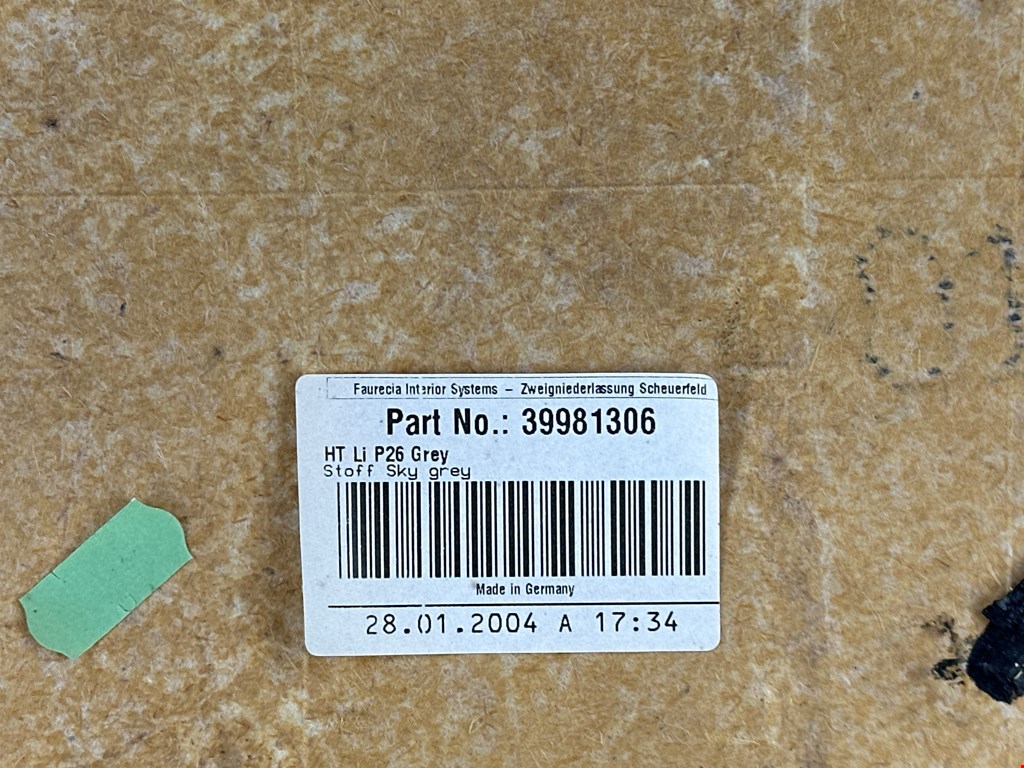 Faurecia Interior Systems – Zweigniederlassung Scheuerfeld
Part No.: 39981306
HT Li P26 Grey
Stoff Sky grey
Made in Germany
28.01.2004 A 17:34